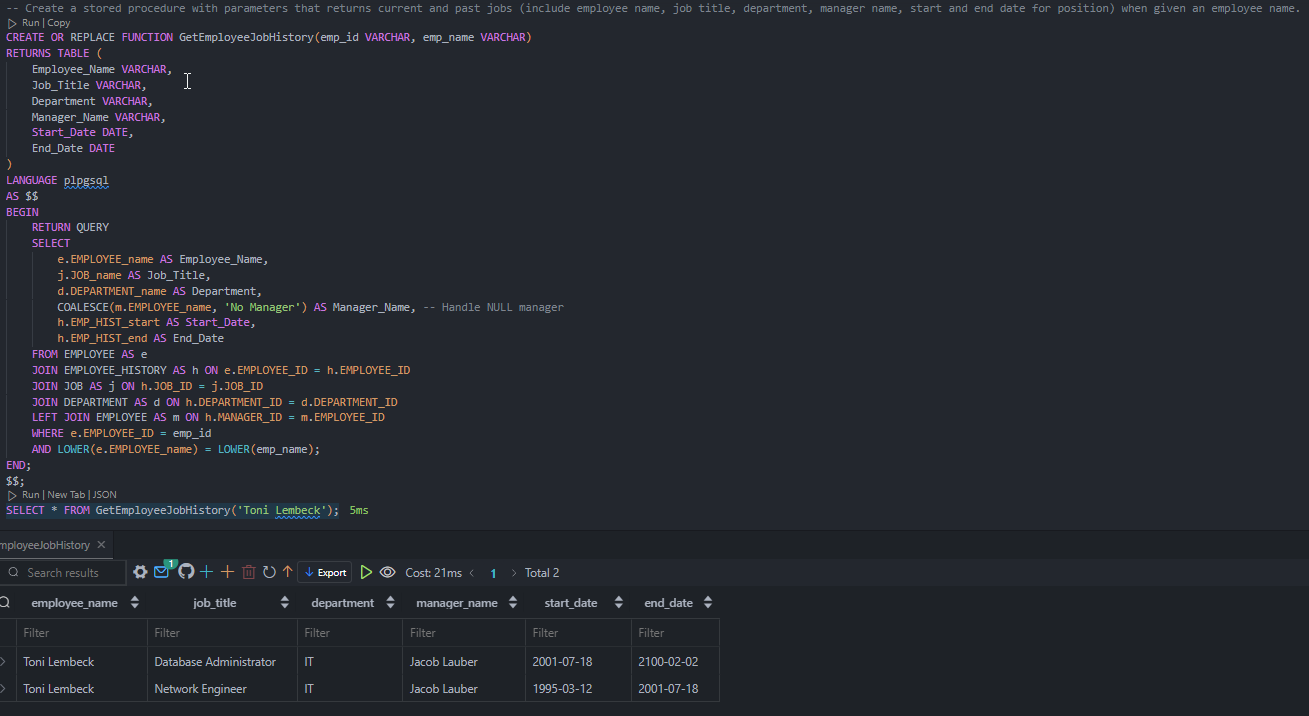 -- Create a stored procedure with parameters that returns current and past jobs (include employee name, job title, department, manager name, start and end date for position) when given an employee name.
Run | Copy
CREATE OR REPLACE FUNCTION GetEmployeeJobHistory(emp_id VARCHAR, emp_name VARCHAR)
RETURNS TABLE (
    Employee_Name VARCHAR,
    Job_Title VARCHAR,
    Department VARCHAR,
    Manager_Name VARCHAR,
    Start_Date DATE,
    End_Date DATE
)
LANGUAGE plpgsql
AS $$
BEGIN
    RETURN QUERY
    SELECT
        e.EMPLOYEE_name AS Employee_Name,
        j.JOB_name AS Job_Title,
        d.DEPARTMENT_name AS Department,
        COALESCE(m.EMPLOYEE_name, 'No Manager') AS Manager_Name, -- Handle NULL manager
        h.EMP_HIST_start AS Start_Date,
        h.EMP_HIST_end AS End_Date
    FROM EMPLOYEE AS e
    JOIN EMPLOYEE_HISTORY AS h ON e.EMPLOYEE_ID = h.EMPLOYEE_ID
    JOIN JOB AS j ON h.JOB_ID = j.JOB_ID
    JOIN DEPARTMENT AS d ON h.DEPARTMENT_ID = d.DEPARTMENT_ID
    LEFT JOIN EMPLOYEE AS m ON h.MANAGER_ID = m.EMPLOYEE_ID
    WHERE e.EMPLOYEE_ID = emp_id
    AND LOWER(e.EMPLOYEE_name) = LOWER(emp_name);
END;
$$;
Run | New Tab | JSON
SELECT * FROM GetEmployeeJobHistory('Toni Lembeck'); 5ms
mployeeJobHistory
Search results 1 Export Cost: 21ms < 1 > Total 2
employee_name job_title department manager_name start_date end_date
Filter Filter Filter Filter Filter Filter
Toni Lembeck Database Administrator IT Jacob Lauber 2001-07-18 2100-02-02
Toni Lembeck Network Engineer IT Jacob Lauber 1995-03-12 2001-07-18